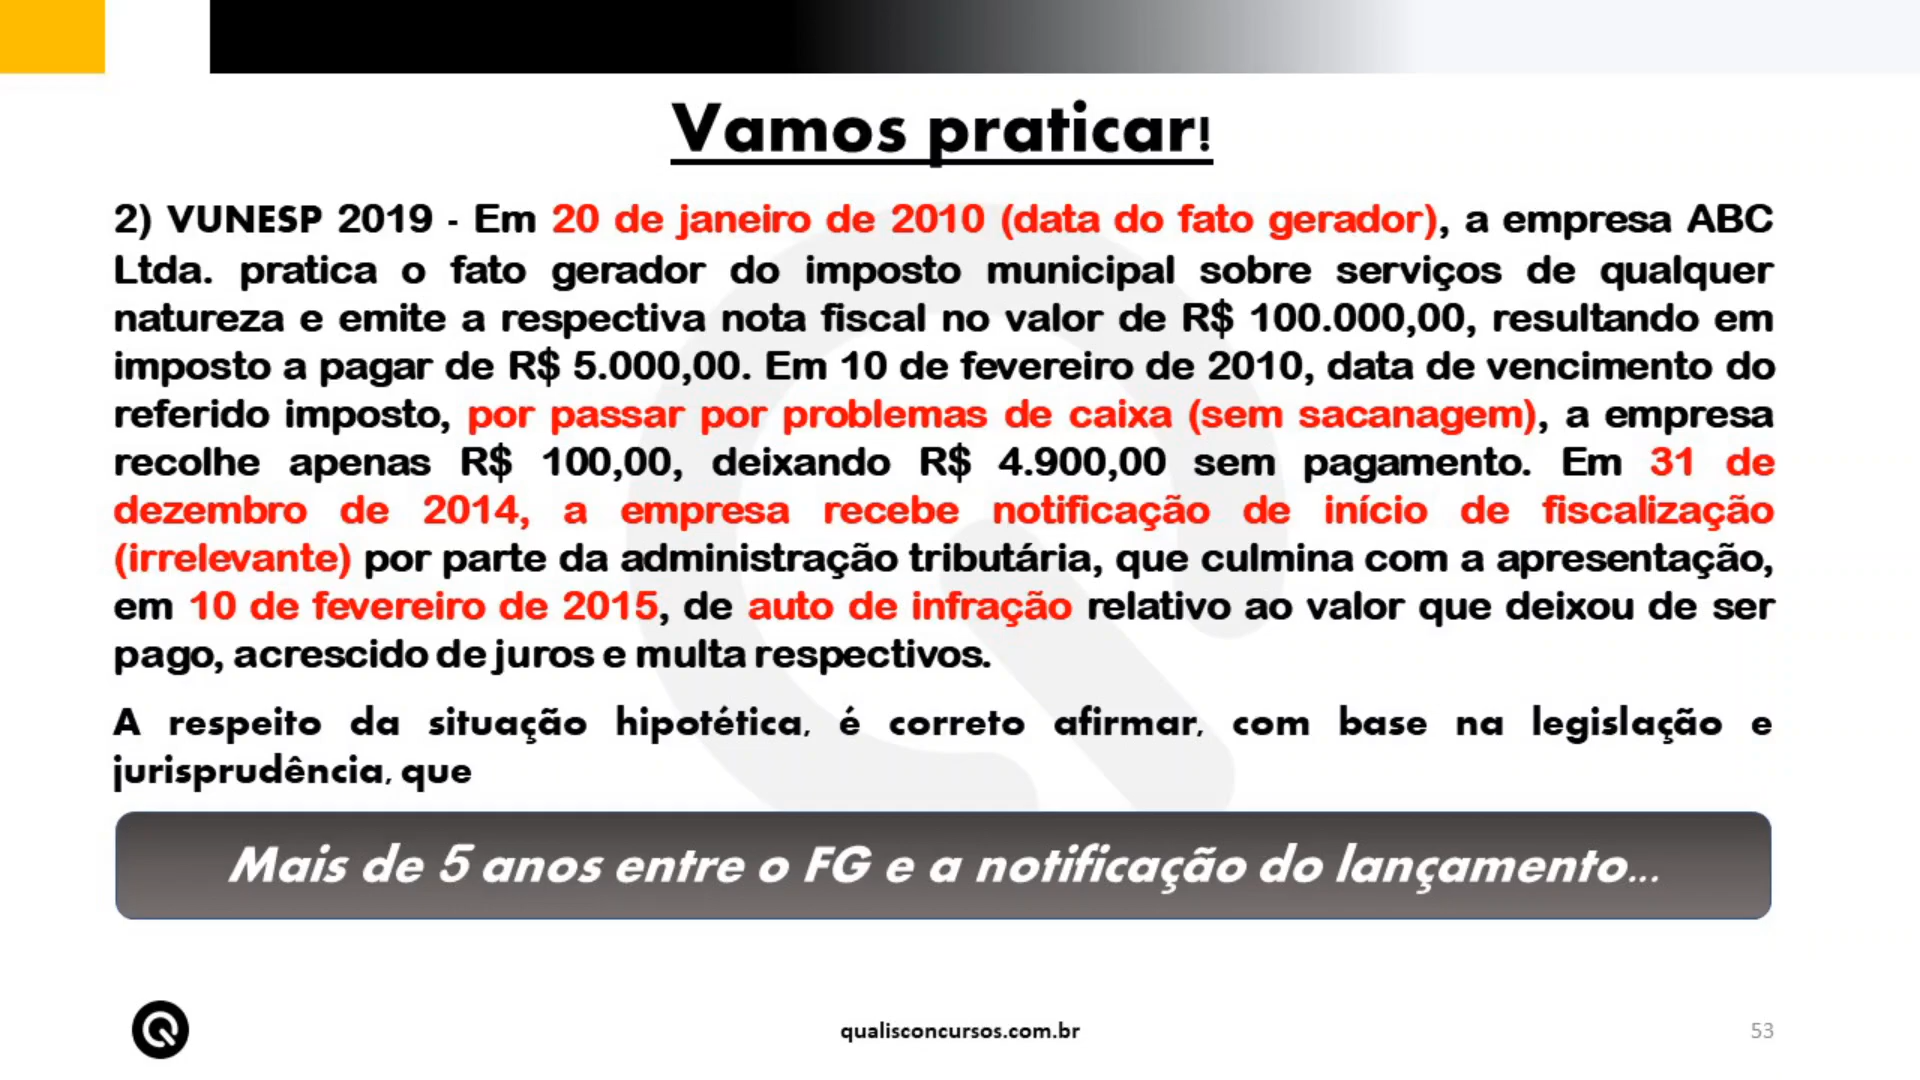 Vamos praticar!
2) VUNESP 2019 - Em 20 de janeiro de 2010 (data do fato gerador), a empresa ABC
Ltda. pratica o fato gerador do imposto municipal sobre serviços de qualquer
natureza e emite a respectiva nota fiscal no valor de R$ 100.000,00, resultando em
imposto a pagar de R$ 5.000,00. Em 10 de fevereiro de 2010, data de vencimento do
referido imposto, por passar por problemas de caixa (sem sacanagem), a empresa
recolhe apenas R$ 100,00, deixando R$ 4.900,00 sem pagamento. Em 31 de
dezembro de 2014, a empresa recebe notificação de início de fiscalização
(irrelevante) por parte da administração tributária, que culmina com a apresentação,
em 10 de fevereiro de 2015, de auto de infração relativo ao valor que deixou de ser
pago, acrescido de juros e multa respectivos.
A respeito da situação hipotética, é correto afirmar, com base na legislação e
jurisprudência, que
Mais de 5 anos entre o FG e a notificação do lançamento...
qualisconcursos.com.br
53